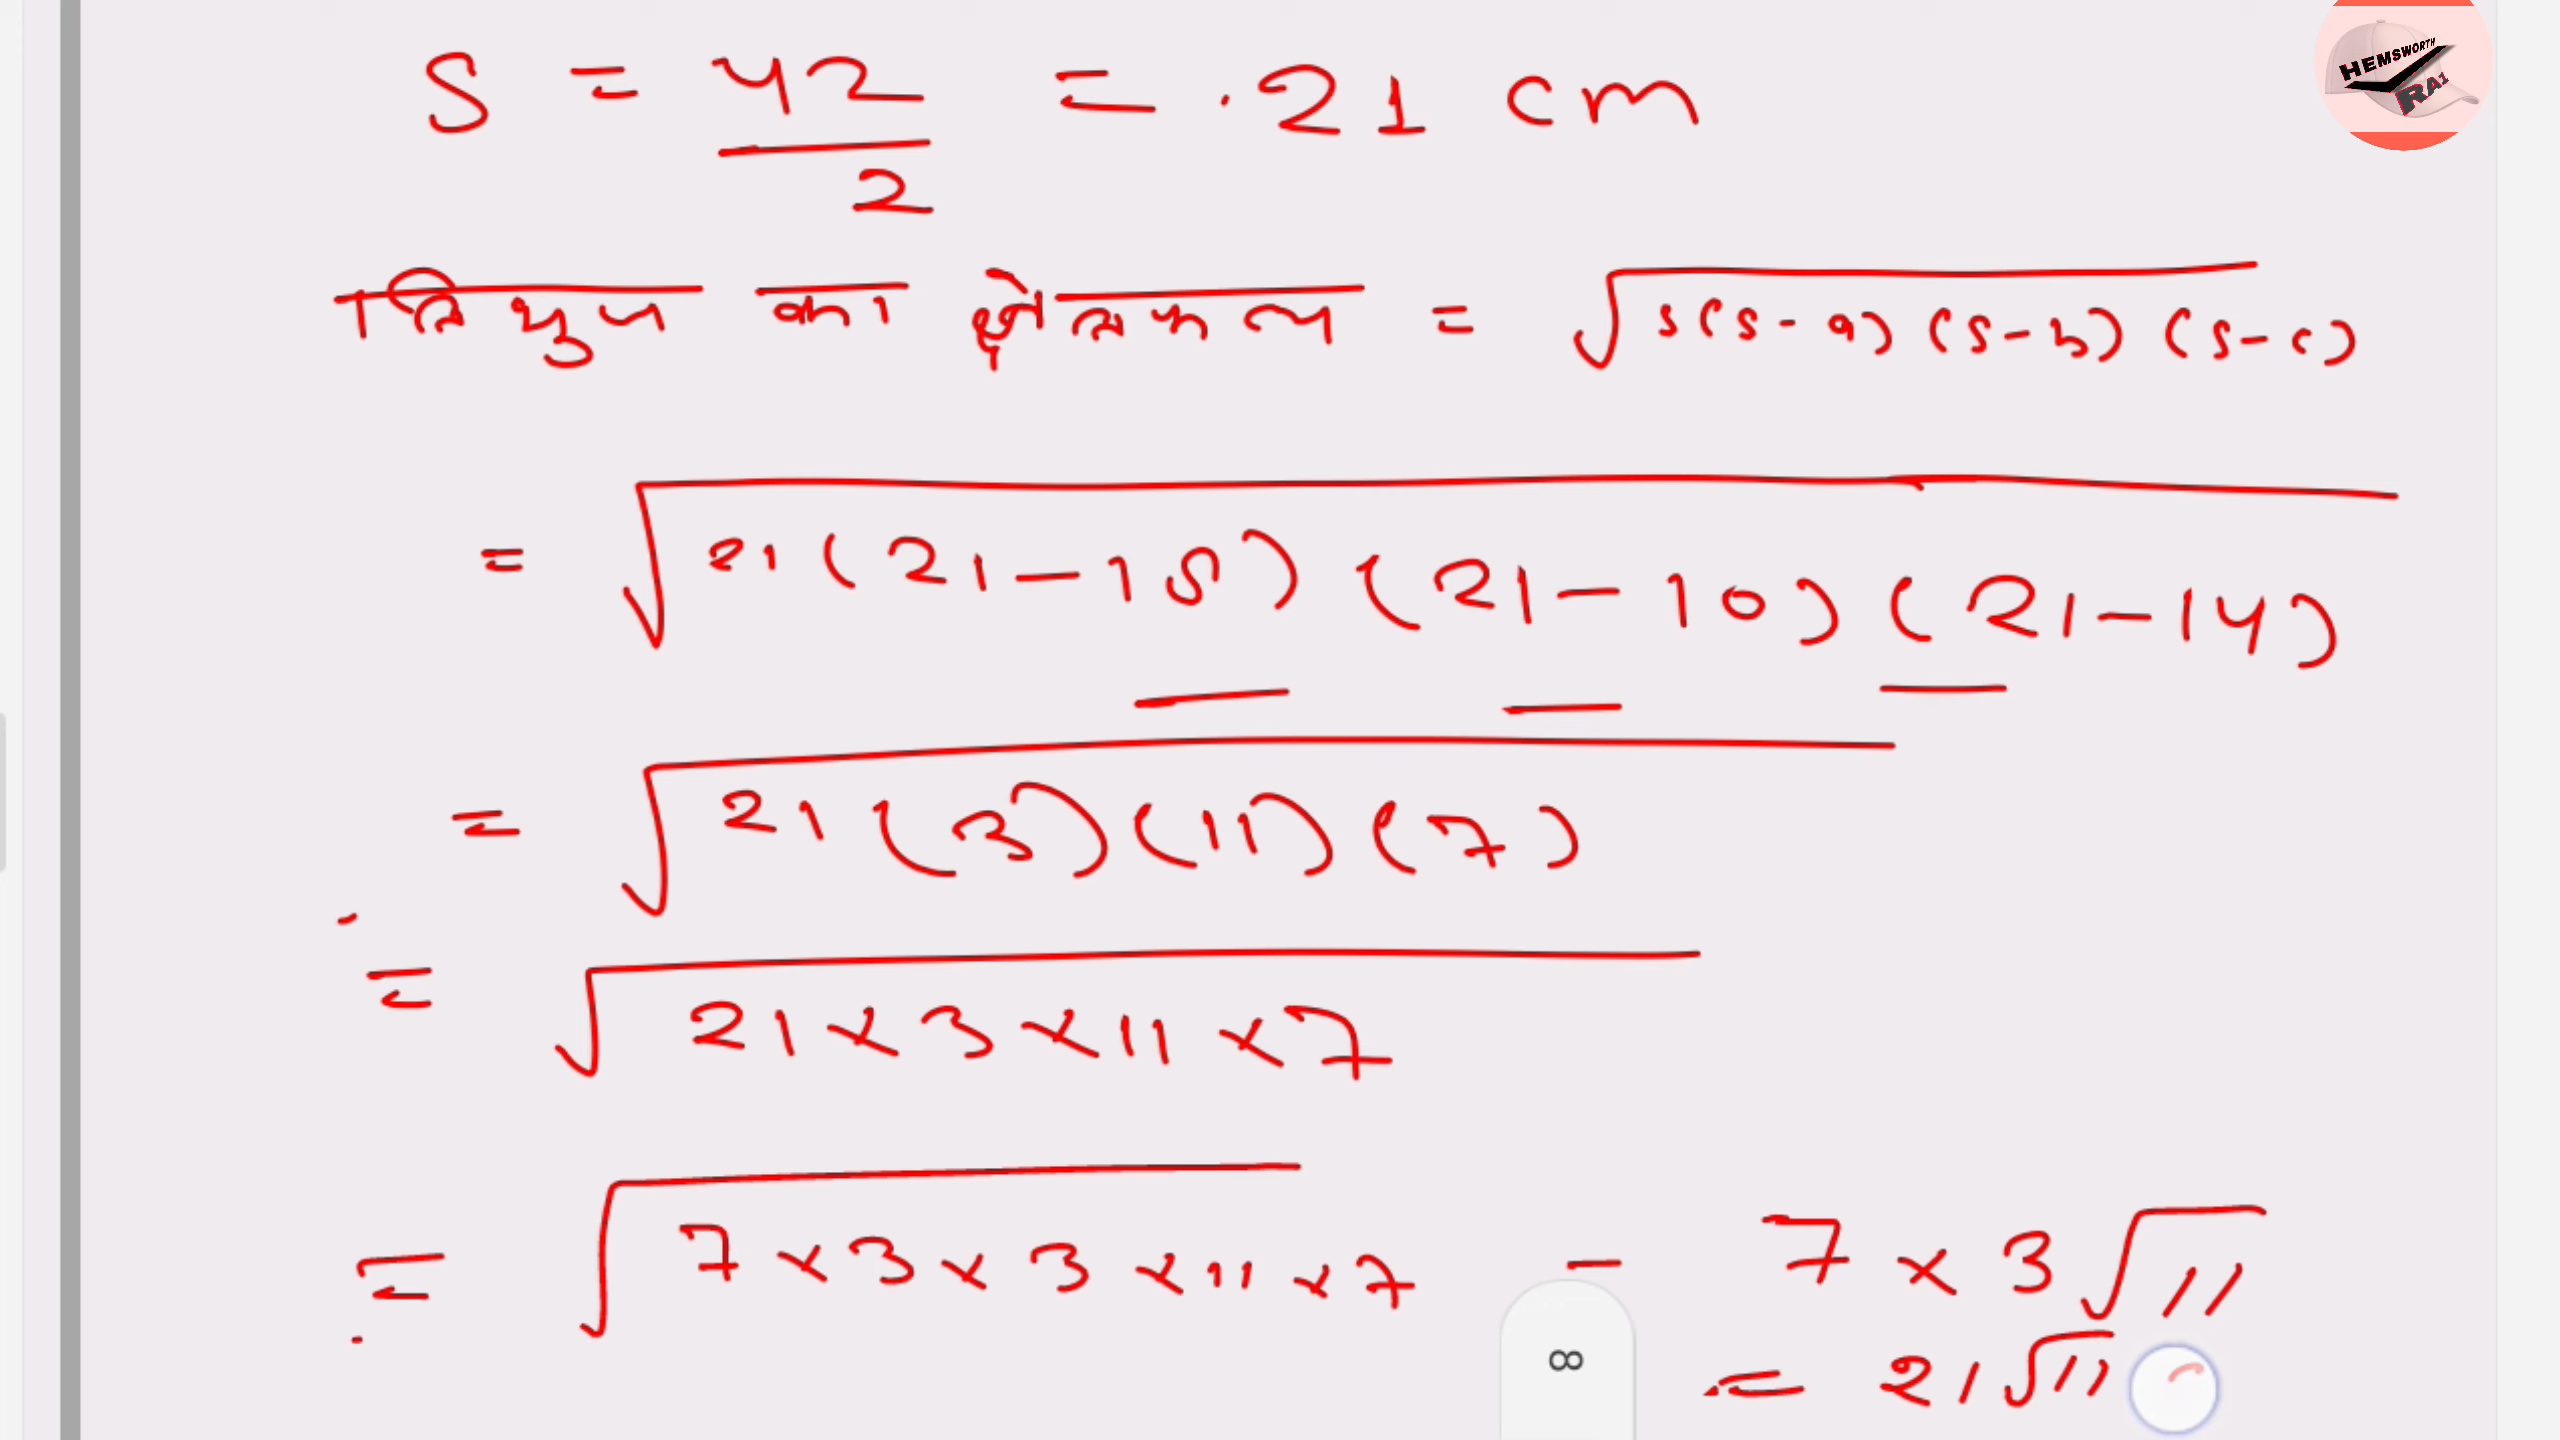 HEMSWORTH RAI
S = 42/2 = .21 cm
त्रिभुज का क्षेत्रफल = √s(s-a)(s-b)(s-c)
= √21(21-18)(21-10)(21-14)
= √21(3)(11)(7)
= √21×3×11×7
= √7×3×3×11×7 - 7×3√11
= 21√11